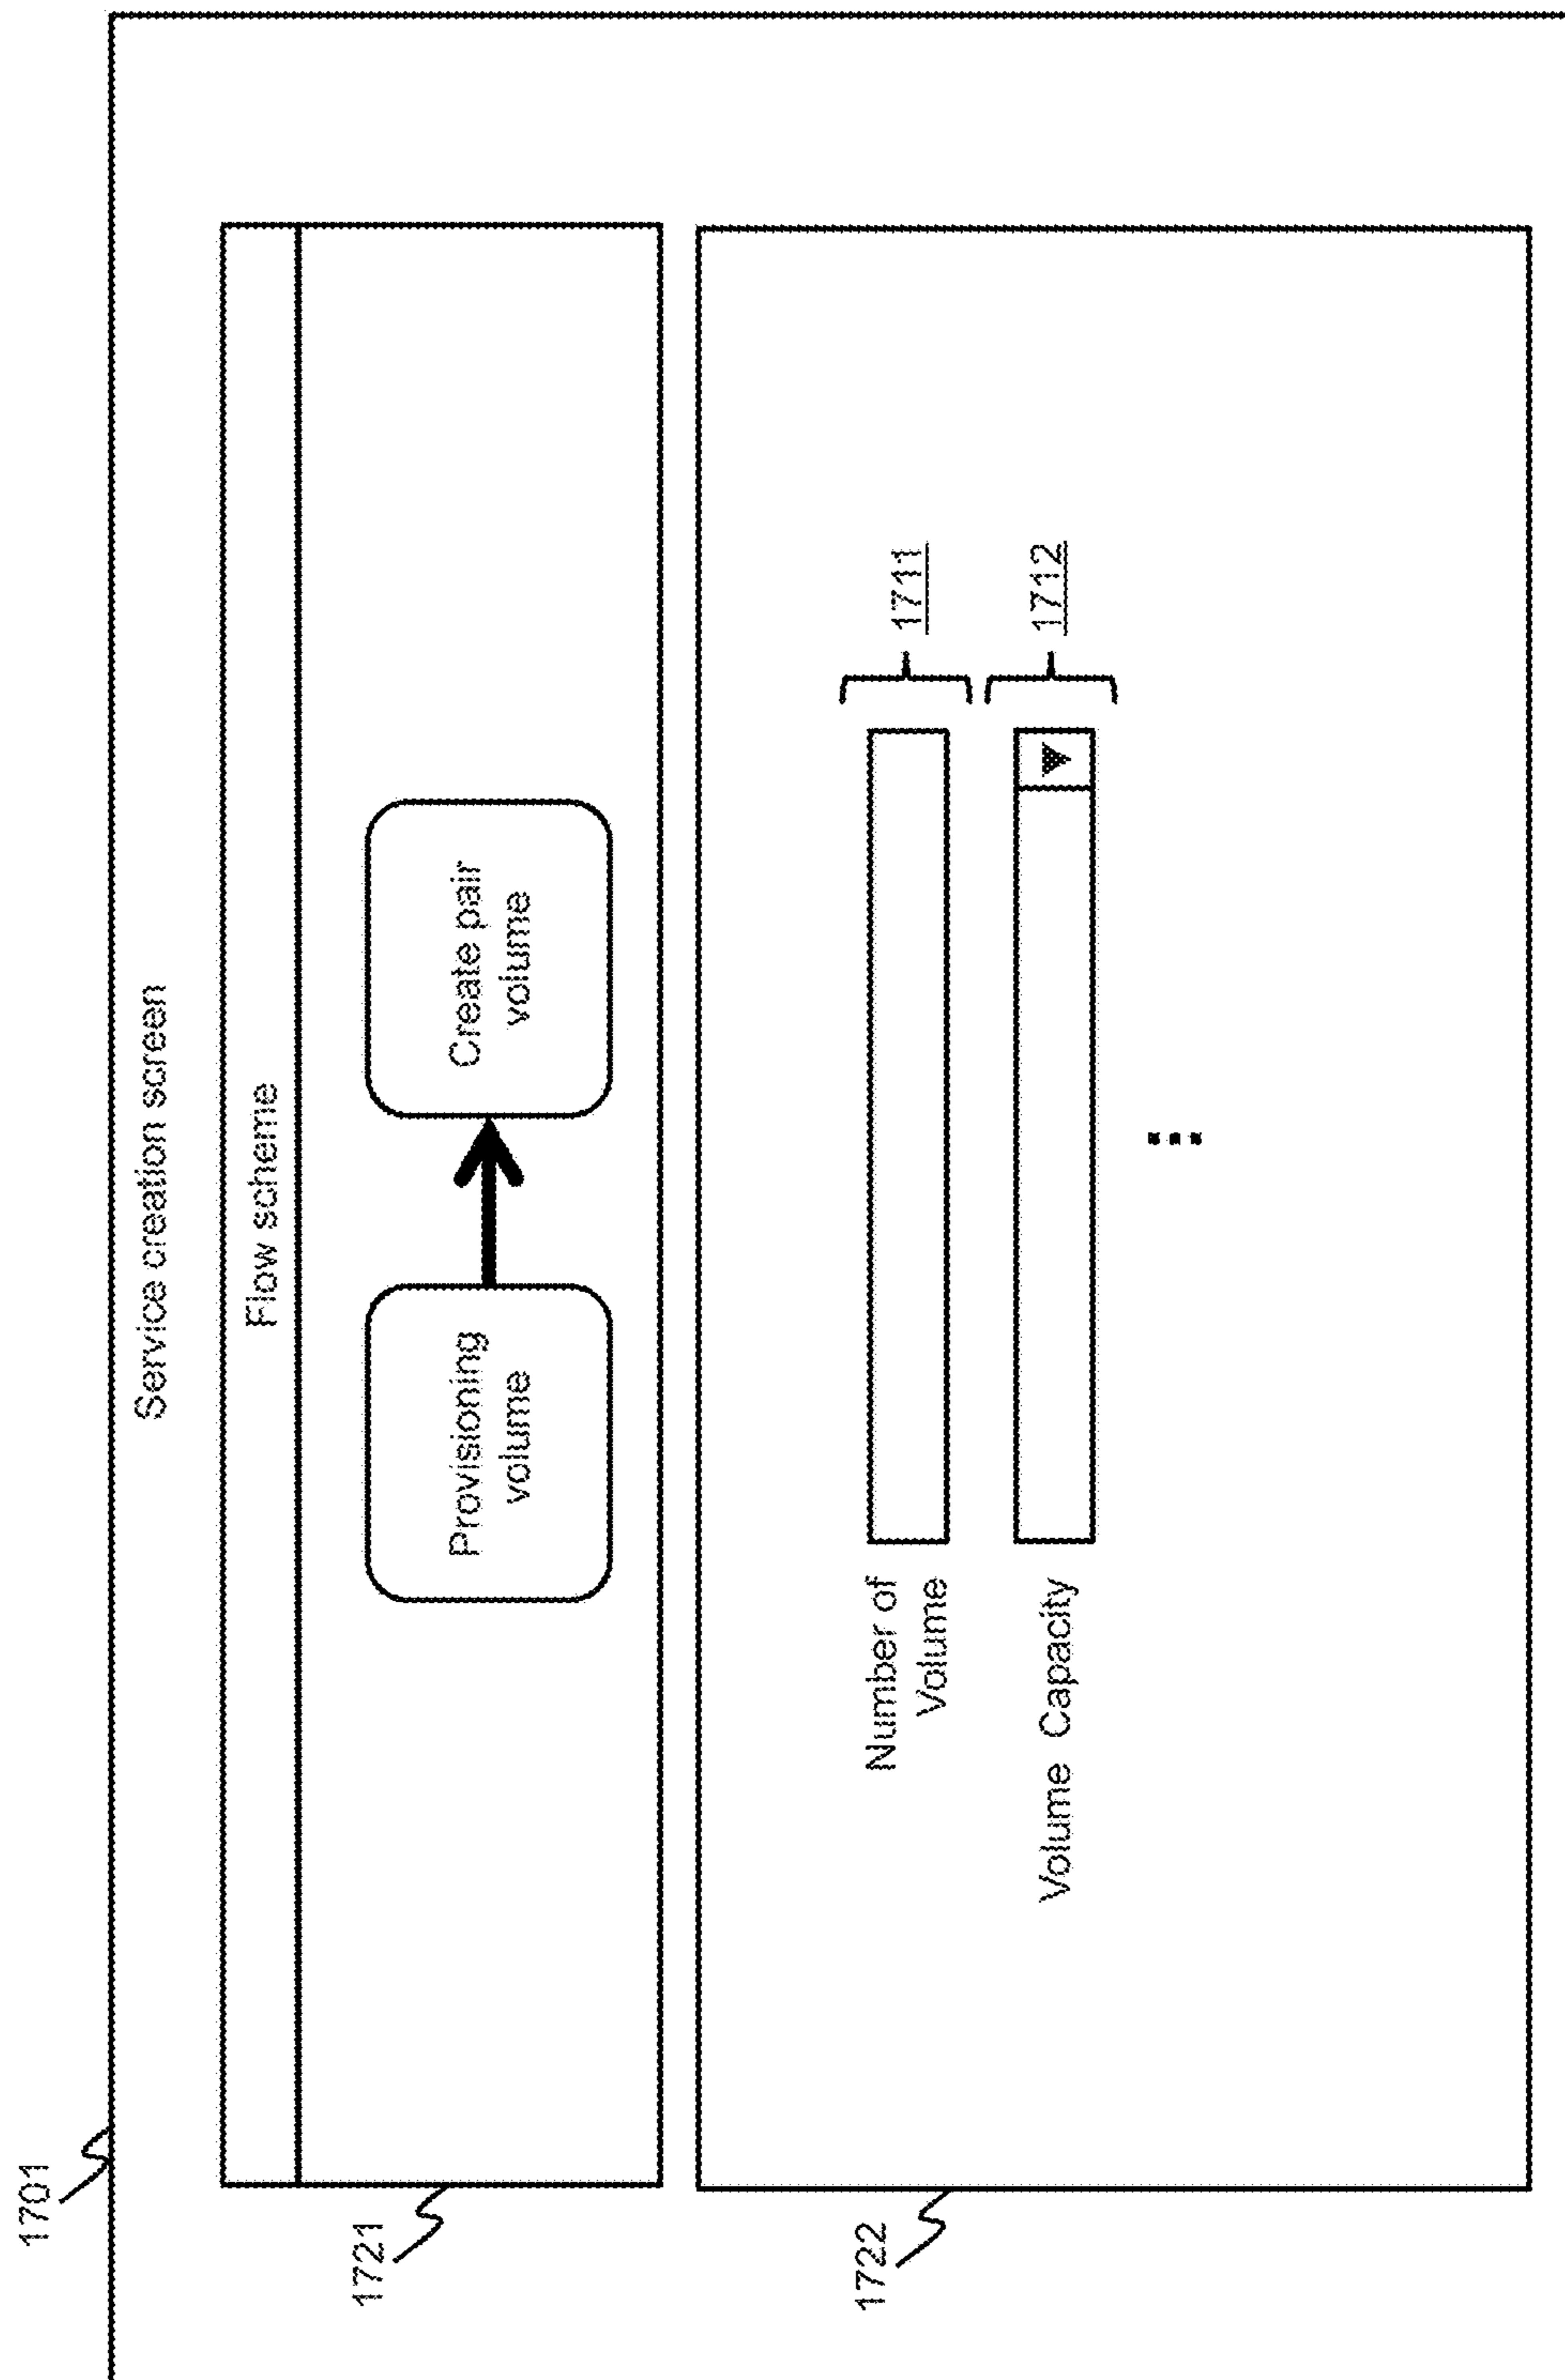 1701
Service creation screen
1721
Flow scheme
Provisioning
volume
Create pair
volume
1722
Number of
Volume
1711
Volume Capacity
1712
...